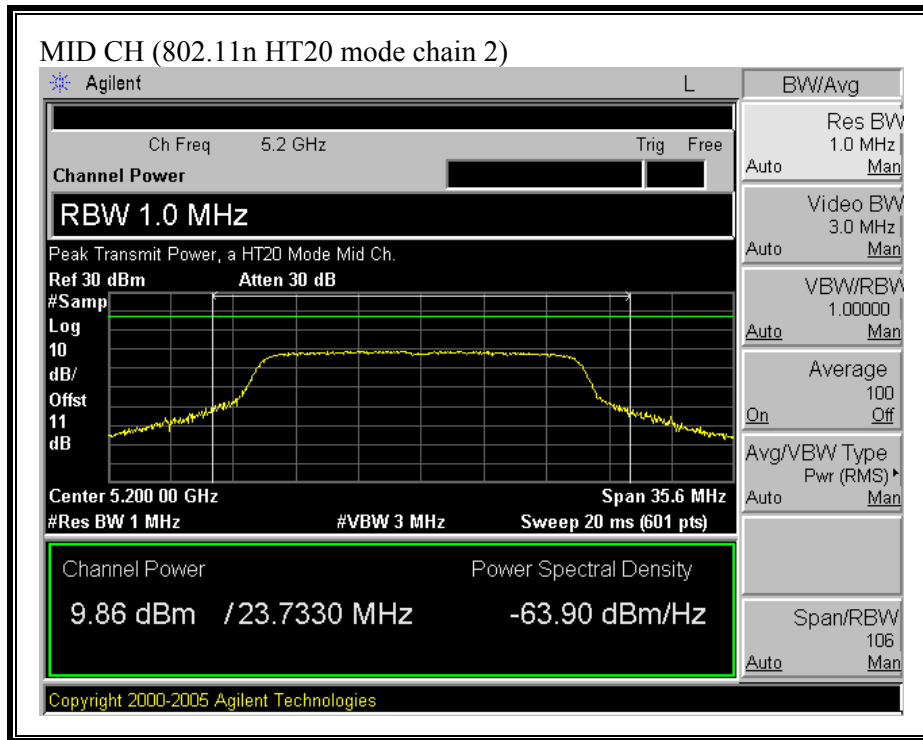 MID CH (802.11n HT20 mode chain 2)
Agilent L
Ch Freq 5.2 GHz Trig Free
Channel Power
RBW 1.0 MHz
Peak Transmit Power, a HT20 Mode Mid Ch.
Ref 30 dBm Atten 30 dB
#Samp
Log
10
dB/
Offst
11
dB
Center 5.200 00 GHz Span 35.6 MHz
#Res BW 1 MHz #VBW 3 MHz Sweep 20 ms (601 pts)
Channel Power Power Spectral Density
9.86 dBm / 23.7330 MHz -63.90 dBm/Hz
Copyright 2000-2005 Agilent Technologies
BW/Avg
Res BW
1.0 MHz
Auto Man
Video BW
3.0 MHz
Auto Man
VBW/RBW
1.00000
Auto Man
Average
100
On Off
Avg/VBW Type
Pwr (RMS)
Auto Man
Span/RBW
106
Auto Man